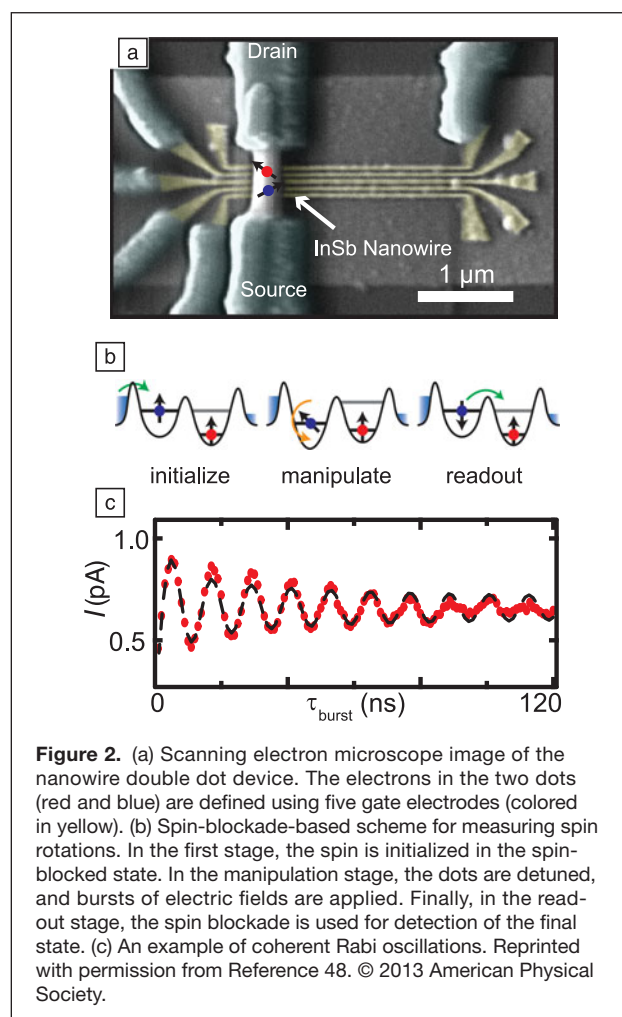 a
Drain
InSb Nanowire
1 μm
Source
b
initialize manipulate readout
c
1.0
I (pA)
0.5
0 τburst (ns) 120
Figure 2. (a) Scanning electron microscope image of the
nanowire double dot device. The electrons in the two dots
(red and blue) are defined using five gate electrodes (colored
in yellow). (b) Spin-blockade-based scheme for measuring spin
rotations. In the first stage, the spin is initialized in the spin-
blocked state. In the manipulation stage, the dots are detuned,
and bursts of electric fields are applied. Finally, in the read-
out stage, the spin blockade is used for detection of the final
state. (c) An example of coherent Rabi oscillations. Reprinted
with permission from Reference 48. © 2013 American Physical
Society.